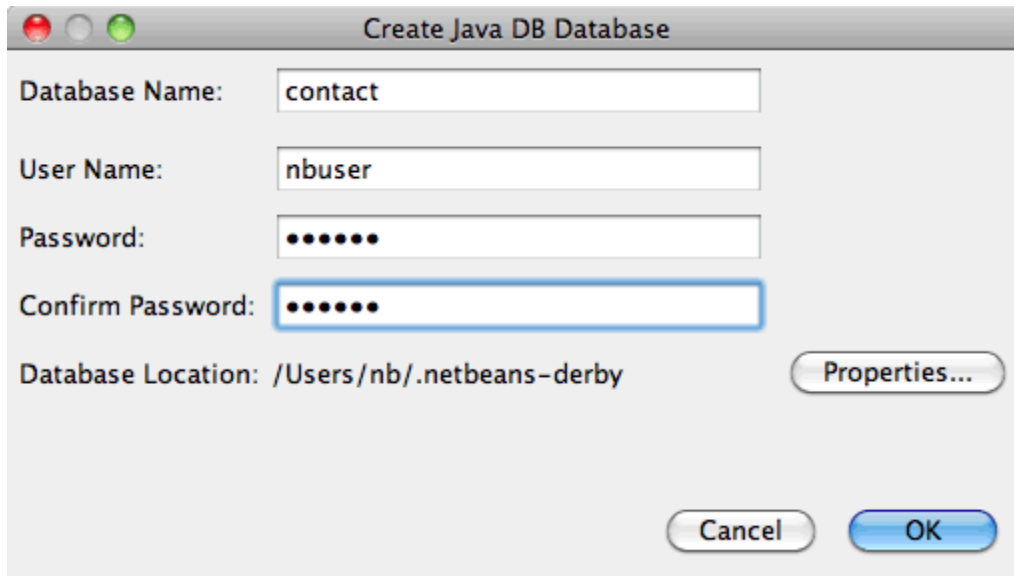 Create Java DB Database
Database Name: contact
User Name: nbuser
Password: ••••••
Confirm Password: ••••••
Database Location: /Users/nb/.netbeans-derby Properties...
Cancel OK